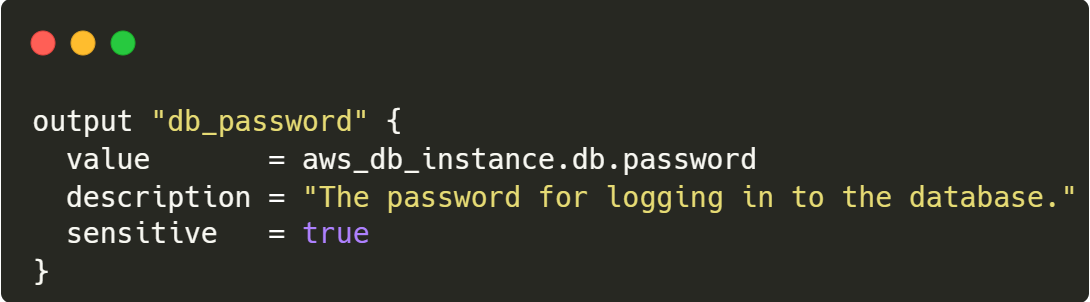 output "db_password" {
  value       = aws_db_instance.db.password
  description = "The password for logging in to the database."
  sensitive   = true
}